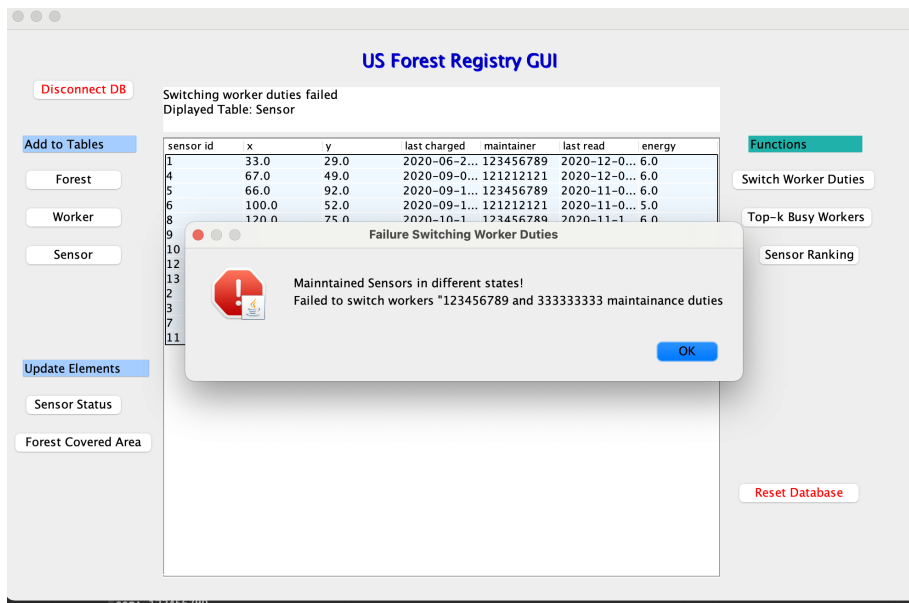 US Forest Registry GUI
Disconnect DB
Switching worker duties failed
Diplayed Table: Sensor
Add to Tables
Forest
Worker
Sensor
Update Elements
Sensor Status
Forest Covered Area
sensor id x y last charged maintainer last read energy
1 33.0 29.0 2020-06-2... 123456789 2020-12-0... 6.0
4 67.0 49.0 2020-09-0... 121212121 2020-12-0... 6.0
5 66.0 92.0 2020-09-1... 123456789 2020-11-0... 6.0
6 100.0 52.0 2020-09-1... 121212121 2020-11-0... 5.0
8 120.0 75.0 2020-10-1... 123456789 2020-11-1... 6.0
9
10
12
13
2
3
7
11
Failure Switching Worker Duties
Mainntained Sensors in different states!
Failed to switch workers "123456789 and 333333333 maintainance duties
OK
Functions
Switch Worker Duties
Top-k Busy Workers
Sensor Ranking
Reset Database